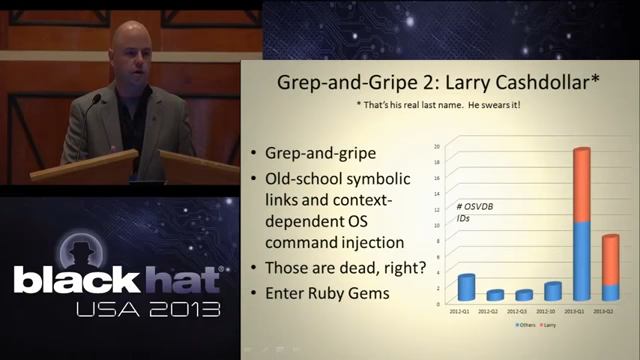 Grep-and-Gripe 2: Larry Cashdollar*
* That's his real last name. He swears it!
• Grep-and-gripe
• Old-school symbolic
links and context-
dependent OS
command injection
• Those are dead, right?
• Enter Ruby Gems
# OSVDB
IDs
20
18
16
14
12
10
8
6
4
2
0
2012-Q1 2012-Q2 2012-Q3 2012-Q4 2013-Q1 2013-Q2
Others Larry
black hat®
USA 2013